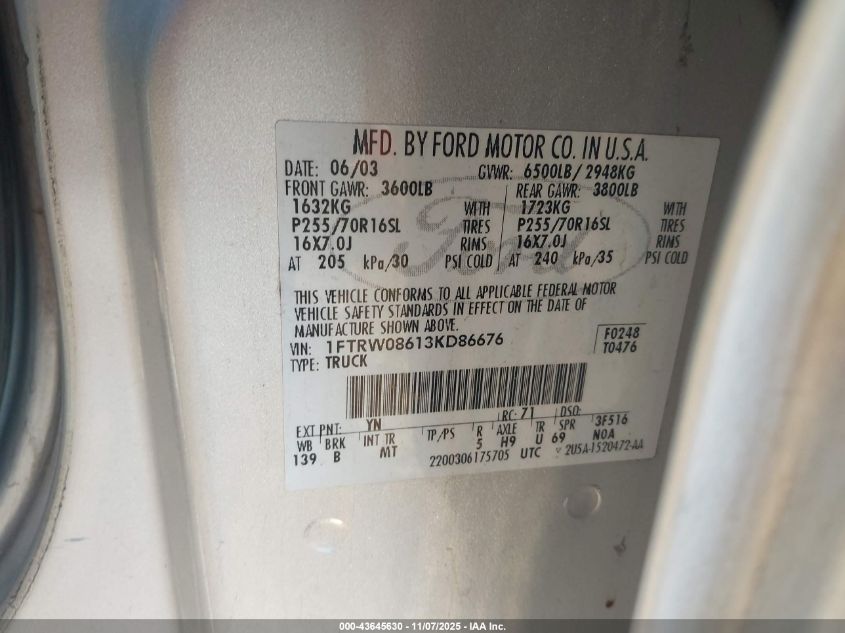 MFD. BY FORD MOTOR CO. IN U.S.A.
DATE: 06/03 GVWR: 6500LB/ 2948KG
FRONT GAWR: 3600LB REAR GAWR: 3800LB
1632KG WITH 1723KG WITH
P255/70R16SL TIRES P255/70R16SL TIRES
16X7.0J RIMS 16X7.0J RIMS
AT 205 kPa/30 PSI COLD AT 240 kPa/35 PSI COLD
Ford
THIS VEHICLE CONFORMS TO ALL APPLICABLE FEDERAL MOTOR
VEHICLE SAFETY STANDARDS IN EFFECT ON THE DATE OF
MANUFACTURE SHOWN ABOVE.
VIN: 1FTRW08613KD86676 F0248
TYPE: TRUCK T0476
EXT PNT: YN RC: 71 DSO:
WB BRK INT TR TP/PS R AXLE TR SPR 3F516
139 B MT 5 H9 U 69 N0A
2200306175705 UTC 2U5A-1520472-AA
000-43645630 - 11/07/2025 - IAA Inc.